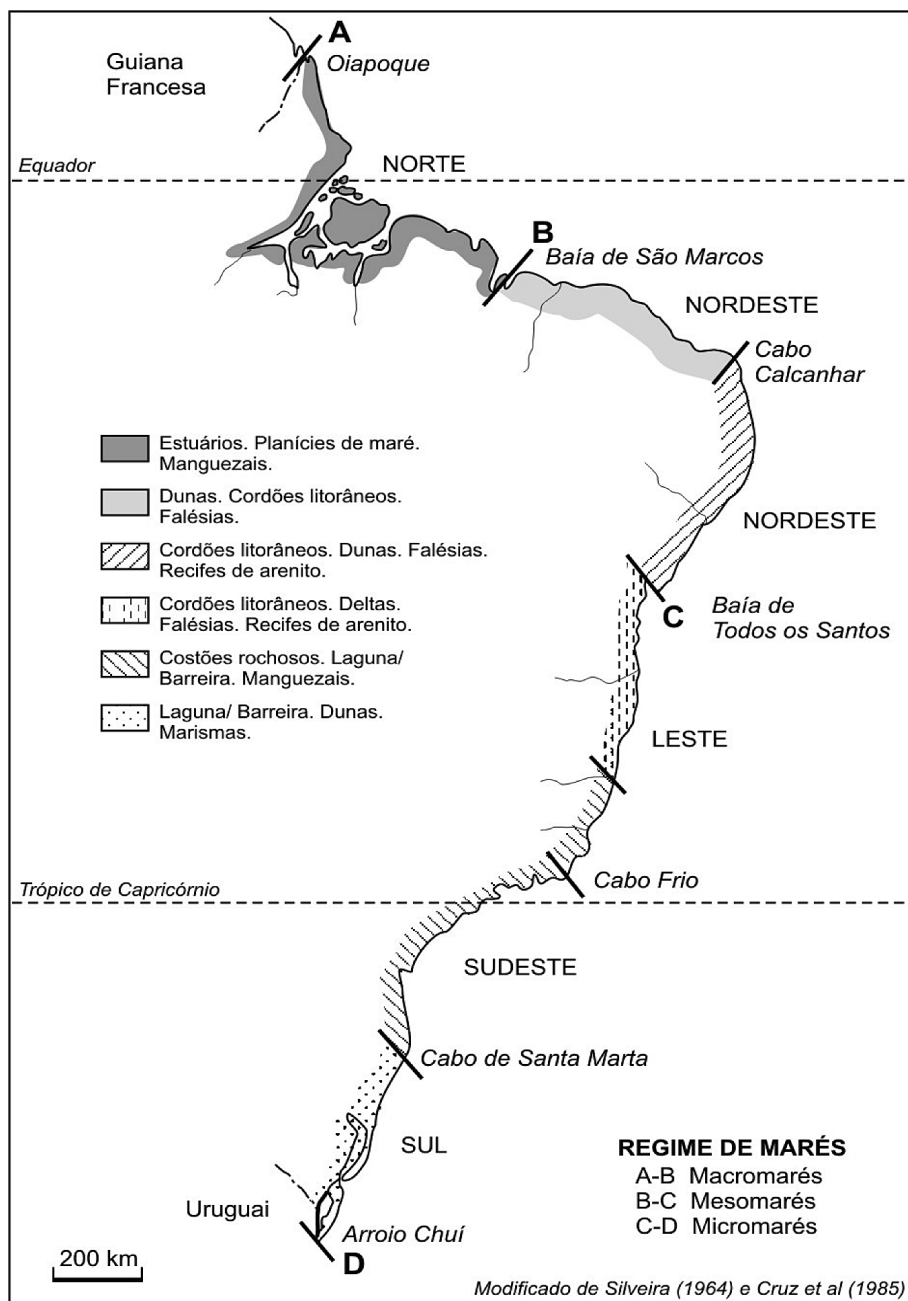 A
Oiapoque
Guiana
Francesa
Equador
NORTE
B
Baía de São Marcos
NORDESTE
Cabo
Calcanhar
Estuários. Planícies de maré.
Manguezais.
Dunas. Cordões litorâneos.
Falésias.
Cordões litorâneos. Dunas. Falésias.
Recifes de arenito.
Cordões litorâneos. Deltas.
Falésias. Recifes de arenito.
Costões rochosos. Laguna/
Barreira. Manguezais.
Laguna/ Barreira. Dunas.
Marismas.
NORDESTE
C
Baía de
Todos os Santos
LESTE
Cabo Frio
Trópico de Capricórnio
SUDESTE
Cabo de Santa Marta
SUL
Uruguai
Arroio Chuí
D
200 km
REGIME DE MARÉS
A-B Macromarés
B-C Mesomarés
C-D Micromarés
Modificado de Silveira (1964) e Cruz et al (1985)